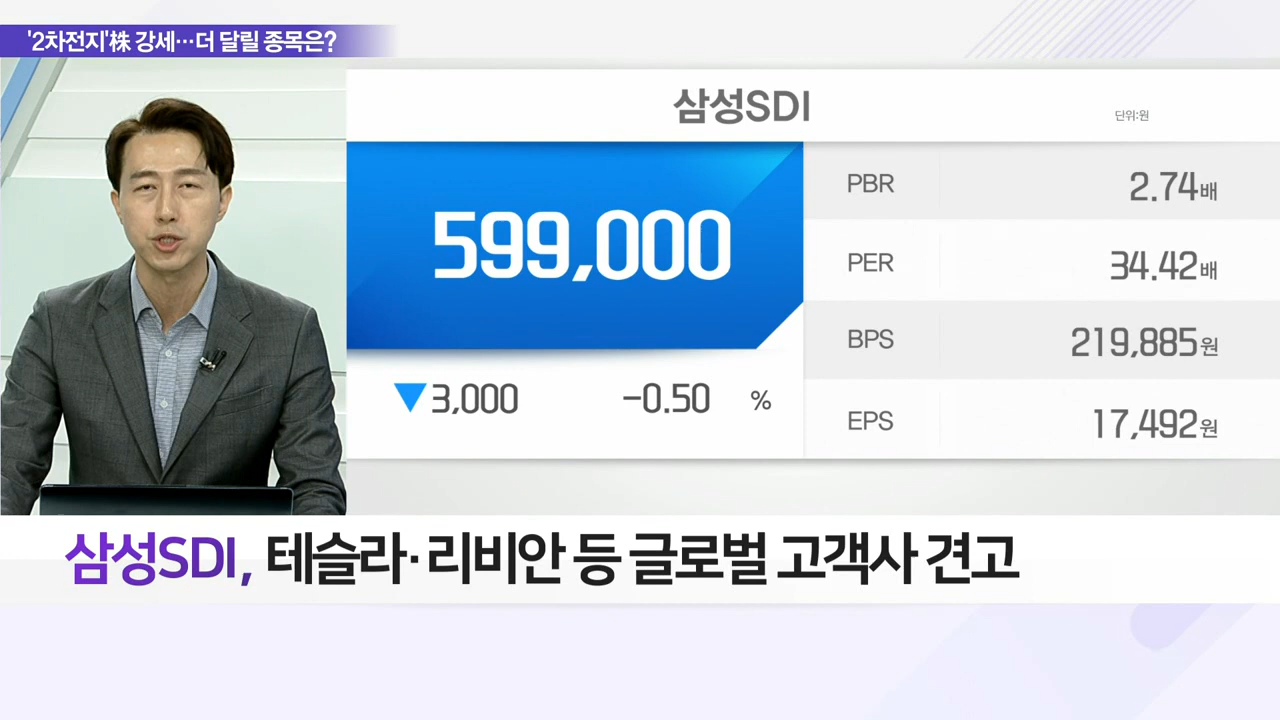 '2차전지'株 강세…더 달릴 종목은?
삼성SDI
단위:원
599,000
▼3,000 -0.50 %
PBR 2.74배
PER 34.42배
BPS 219,885원
EPS 17,492원
삼성SDI, 테슬라·리비안 등 글로벌 고객사 견고